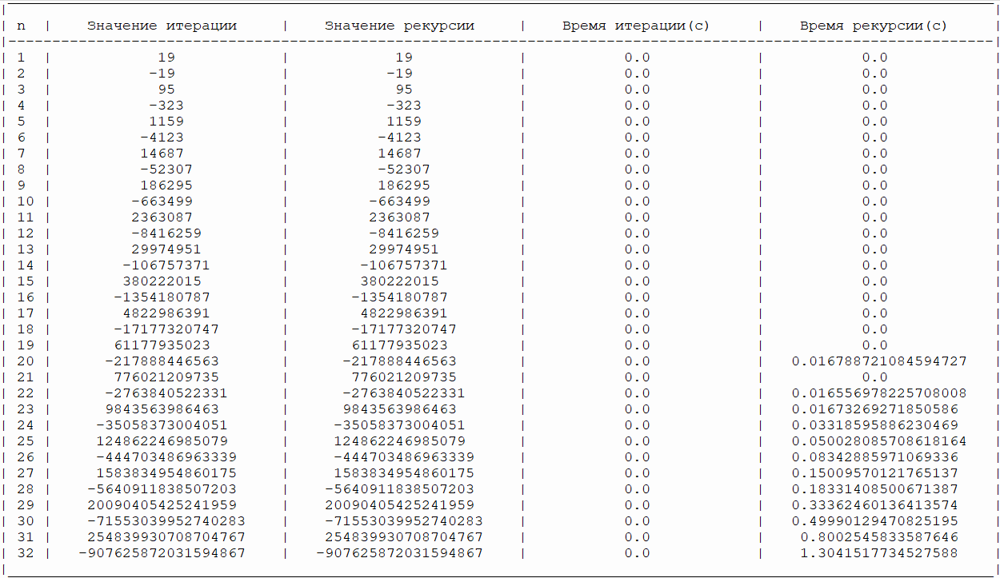 n | Значение итерации | Значение рекурсии | Время итерации(с) | Время рекурсии(с)
1 | 19 | 19 | 0.0 | 0.0
2 | -19 | -19 | 0.0 | 0.0
3 | 95 | 95 | 0.0 | 0.0
4 | -323 | -323 | 0.0 | 0.0
5 | 1159 | 1159 | 0.0 | 0.0
6 | -4123 | -4123 | 0.0 | 0.0
7 | 14687 | 14687 | 0.0 | 0.0
8 | -52307 | -52307 | 0.0 | 0.0
9 | 186295 | 186295 | 0.0 | 0.0
10 | -663499 | -663499 | 0.0 | 0.0
11 | 2363087 | 2363087 | 0.0 | 0.0
12 | -8416259 | -8416259 | 0.0 | 0.0
13 | 29974951 | 29974951 | 0.0 | 0.0
14 | -106757371 | -106757371 | 0.0 | 0.0
15 | 380222015 | 380222015 | 0.0 | 0.0
16 | -1354180787 | -1354180787 | 0.0 | 0.0
17 | 4822986391 | 4822986391 | 0.0 | 0.0
18 | -17177320747 | -17177320747 | 0.0 | 0.0
19 | 61177935023 | 61177935023 | 0.0 | 0.0
20 | -217888446563 | -217888446563 | 0.0 | 0.016788721084594727
21 | 776021209735 | 776021209735 | 0.0 | 0.0
22 | -2763840522331 | -2763840522331 | 0.0 | 0.016556978225708008
23 | 9843563986463 | 9843563986463 | 0.0 | 0.01673269271850586
24 | -35058373004051 | -35058373004051 | 0.0 | 0.03318595886230469
25 | 124862246985079 | 124862246985079 | 0.0 | 0.050028085708618164
26 | -444703486963339 | -444703486963339 | 0.0 | 0.08342885971069336
27 | 1583834954860175 | 1583834954860175 | 0.0 | 0.15009570121765137
28 | -5640911838507203 | -5640911838507203 | 0.0 | 0.18331408500671387
29 | 20090405425241959 | 20090405425241959 | 0.0 | 0.33362460136413574
30 | -71553039952740283 | -71553039952740283 | 0.0 | 0.49990129470825195
31 | 254839930708704767 | 254839930708704767 | 0.0 | 0.8002545833587646
32 | -907625872031594867 | -907625872031594867 | 0.0 | 1.3041517734527588